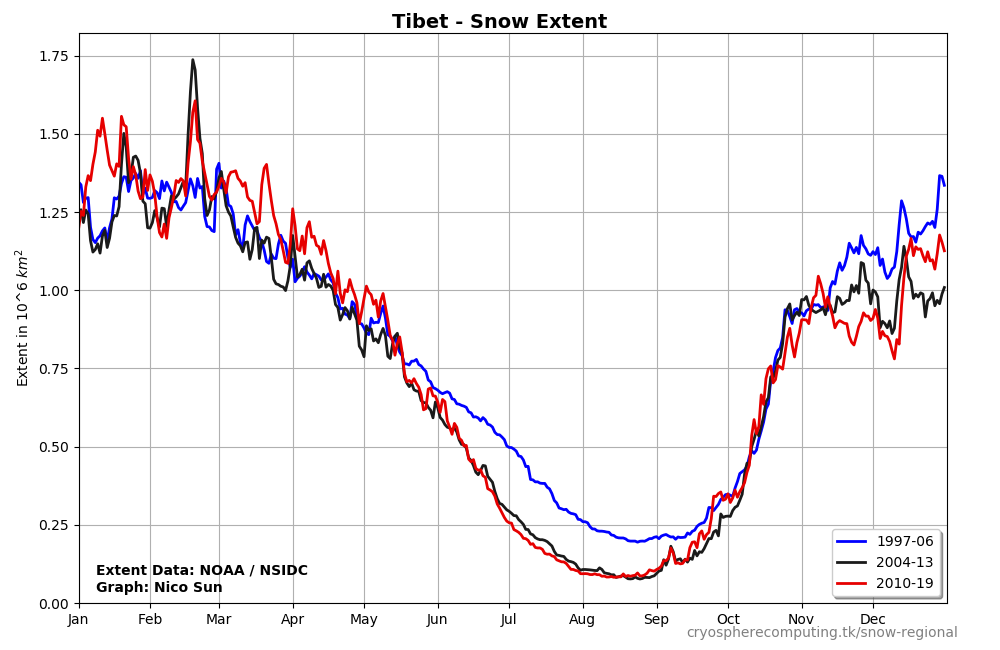 Tibet - Snow Extent
Extent in 10^6 km²
1.75
1.50
1.25
1.00
0.75
0.50
0.25
0.00
Jan Feb Mar Apr May Jun Jul Aug Sep Oct Nov Dec
1997-06
2004-13
2010-19
Extent Data: NOAA / NSIDC
Graph: Nico Sun
cryospherecomputing.tk/snow-regional